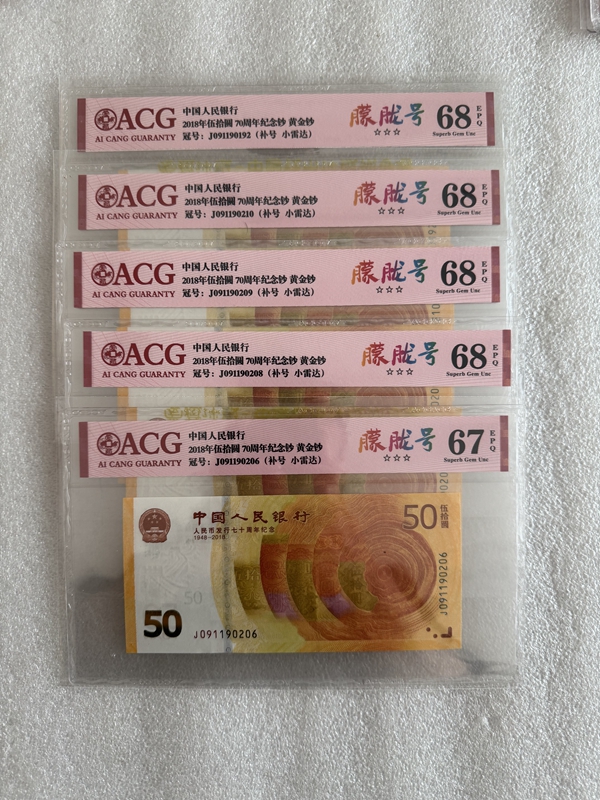 ACG
AI CANG GUARANTY
中国人民银行
2018年伍拾圆 70周年纪念钞 黄金钞
冠号：J091190192（补号 小雷达）
朦胧号
☆☆☆
68
EPQ
Superb Gem Unc
ACG
AI CANG GUARANTY
中国人民银行
2018年伍拾圆 70周年纪念钞 黄金钞
冠号：J091190210（补号 小雷达）
朦胧号
☆☆☆
68
EPQ
Superb Gem Unc
ACG
AI CANG GUARANTY
中国人民银行
2018年伍拾圆 70周年纪念钞 黄金钞
冠号：J091190209（补号 小雷达）
朦胧号
☆☆☆
68
EPQ
Superb Gem Unc
ACG
AI CANG GUARANTY
中国人民银行
2018年伍拾圆 70周年纪念钞 黄金钞
冠号：J091190208（补号 小雷达）
朦胧号
☆☆☆
68
EPQ
Superb Gem Unc
ACG
AI CANG GUARANTY
中国人民银行
2018年伍拾圆 70周年纪念钞 黄金钞
冠号：J091190206（补号 小雷达）
朦胧号
☆☆☆
67
EPQ
Superb Gem Unc
中国人民银行
人民币发行七十周年纪念
1948-2018
50
伍拾圆
50
50
J091190206
J091190206